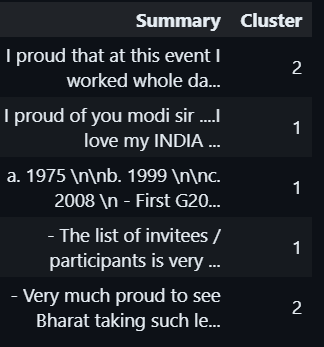 Summary Cluster
I proud that at this event I
worked whole da... 2
I proud of you modi sir ....I
love my INDIA ... 1
a. 1975 \n\nb. 1999 \n\nc.
2008 \n - First G20... 1
- The list of invitees /
participants is very ... 1
- Very much proud to see
Bharat taking such le... 2